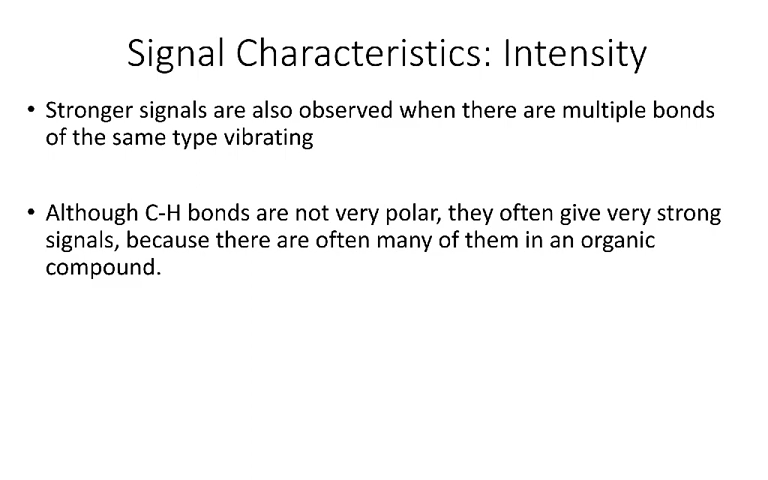 Signal Characteristics: Intensity
• Stronger signals are also observed when there are multiple bonds
of the same type vibrating
• Although C-H bonds are not very polar, they often give very strong
signals, because there are often many of them in an organic
compound.